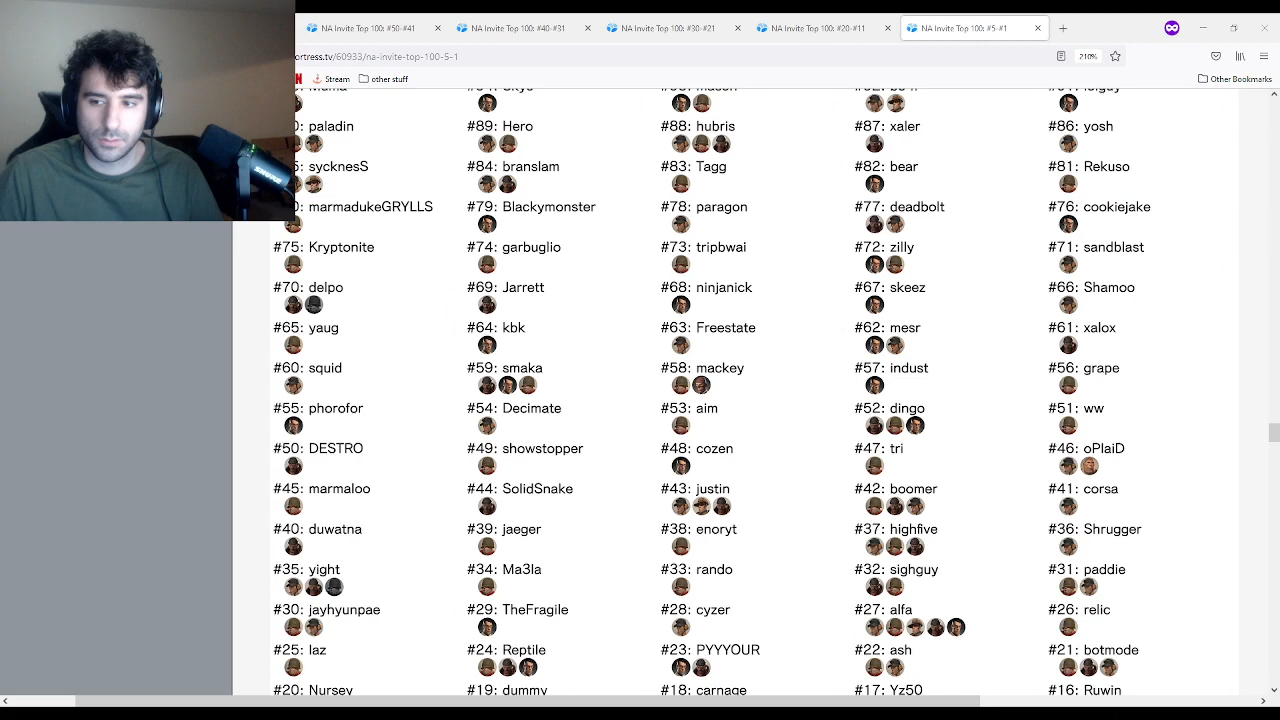 NA Invite Top 100: #50-#41
NA Invite Top 100: #40-#31
NA Invite Top 100: #30-#21
NA Invite Top 100: #20-#11
NA Invite Top 100: #5-#1
ortress.tv/60933/na-invite-top-100-5-1
210%
Stream
other stuff
Other Bookmarks
paladin
#89: Hero
#88: hubris
#87: xaler
#86: yosh
sycknesS
#84: branslam
#83: Tagg
#82: bear
#81: Rekuso
marmadukeGRYLLS
#79: Blackymonster
#78: paragon
#77: deadbolt
#76: cookiejake
#75: Kryptonite
#74: garbuglio
#73: tripbwai
#72: zilly
#71: sandblast
#70: delpo
#69: Jarrett
#68: ninjanick
#67: skeez
#66: Shamoo
#65: yaug
#64: kbk
#63: Freestate
#62: mesr
#61: xalox
#60: squid
#59: smaka
#58: mackey
#57: indust
#56: grape
#55: phorofor
#54: Decimate
#53: aim
#52: dingo
#51: ww
#50: DESTRO
#49: showstopper
#48: cozen
#47: tri
#46: oPlaiD
#45: marmaloo
#44: SolidSnake
#43: justin
#42: boomer
#41: corsa
#40: duwatna
#39: jaeger
#38: enoryt
#37: highfive
#36: Shrugger
#35: yight
#34: Ma3la
#33: rando
#32: sighguy
#31: paddie
#30: jayhyunpae
#29: TheFragile
#28: cyzer
#27: alfa
#26: relic
#25: laz
#24: Reptile
#23: PYYYOUR
#22: ash
#21: botmode
#20: Nursey
#19: dummy
#18: carnage
#17: Yz50
#16: Ruwin